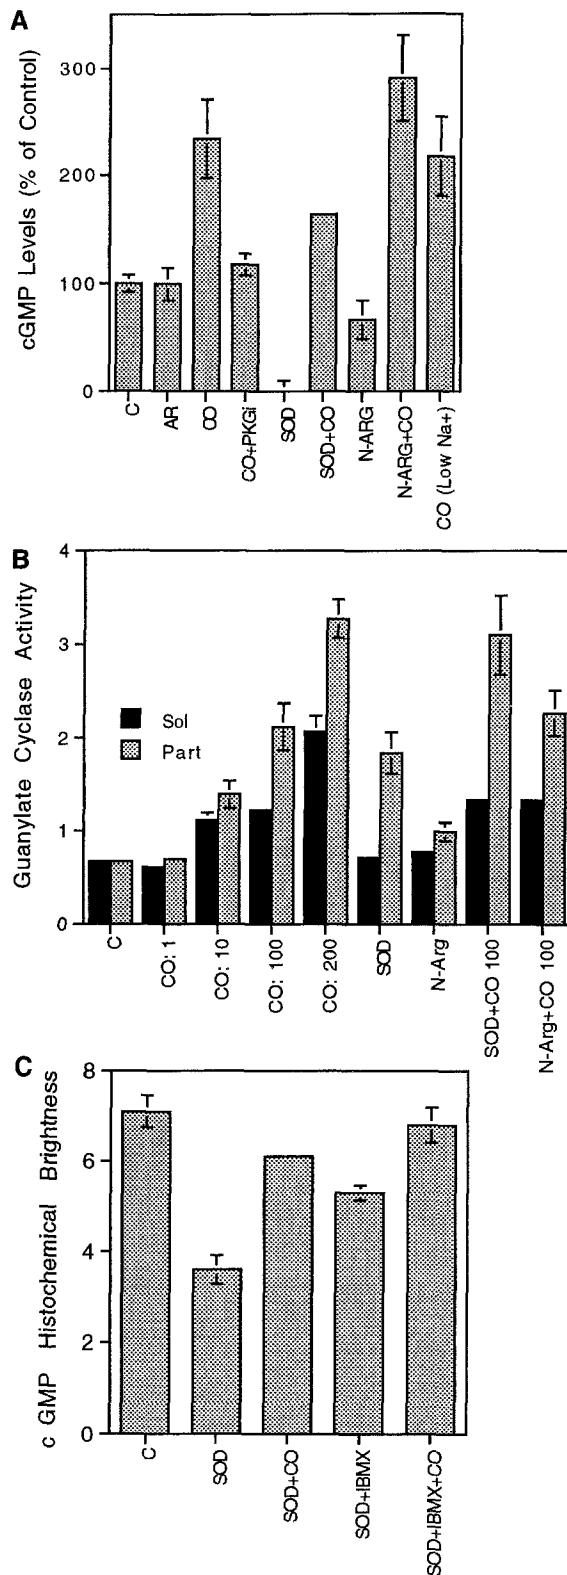 A
cGMP Levels (% of Control)
300
200
100
0
C
AR
CO
CO+PKGi
SOD
SOD+CO
N-ARG
N-ARG+CO
CO (Low Na+)
B
Guanylate Cyclase Activity
4
3
2
1
0
Sol
Part
C
CO: 1
CO: 10
CO: 100
CO: 200
SOD
N-Arg
SOD+CO 100
N-Arg+CO 100
C
c GMP Histochemical Brightness
8
6
4
2
0
C
SOD
SOD+CO
SOD+IBMX
SOD+IBMX+CO